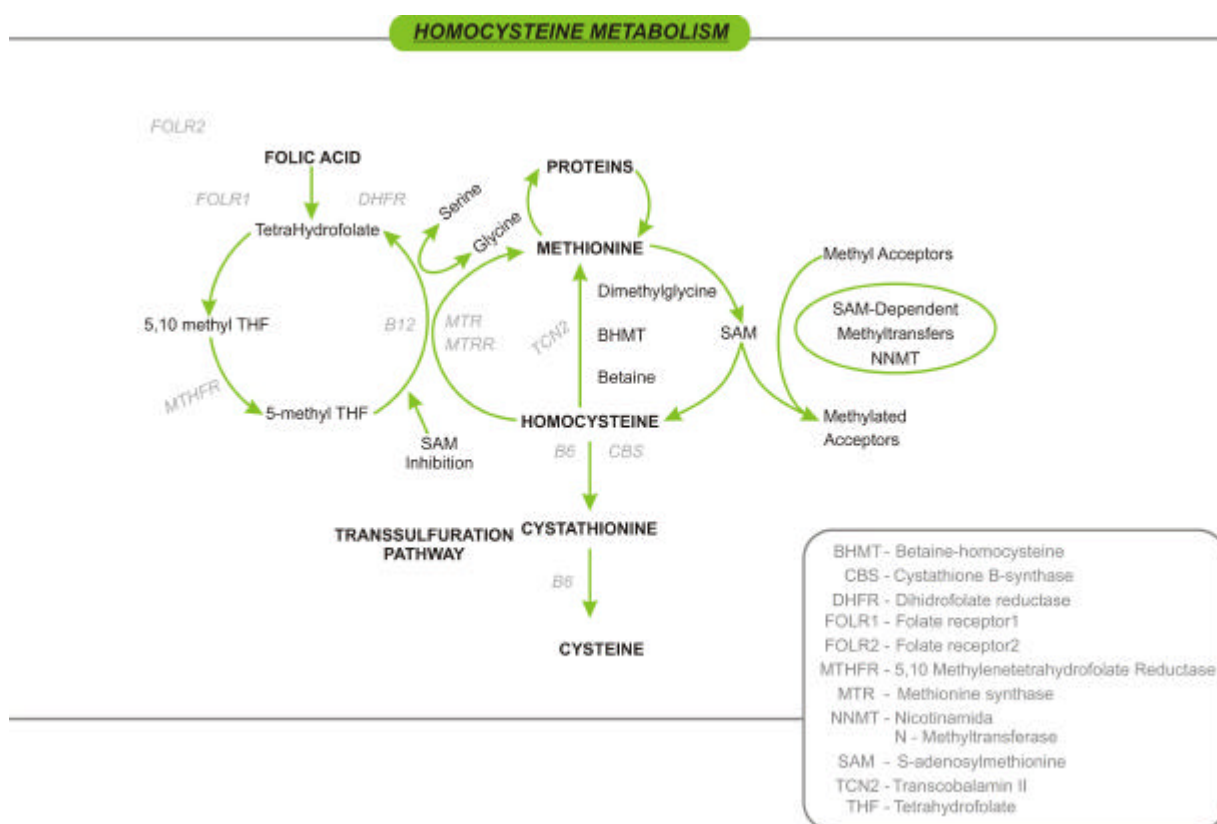 HOMOCYSTEINE METABOLISM
FOLR2
FOLIC ACID
FOLR1
DHFR
TetraHydrofolate
Serine
Glycine
PROTEINS
METHIONINE
5,10 methyl THF
B12
MTR
MTRR
TCN2
Dimethylglycine
BHMT
Betaine
SAM
Methyl Acceptors
SAM-Dependent
Methyltransfers
NNMT
MTHFR
5-methyl THF
SAM
Inhibition
HOMOCYSTEINE
Methylated
Acceptors
B6
CBS
TRANSSULFURATION
PATHWAY
CYSTATHIONINE
B6
CYSTEINE
BHMT - Betaine-homocysteine
CBS - Cystathione B-synthase
DHFR - Dihidrofolate reductase
FOLR1 - Folate receptor1
FOLR2 - Folate receptor2
MTHFR - 5,10 Methylenetetrahydrofolate Reductase
MTR - Methionine synthase
NNMT - Nicotinamida
N - Methyltransferase
SAM - S-adenosylmethionine
TCN2 - Transcobalamin II
THF - Tetrahydrofolate